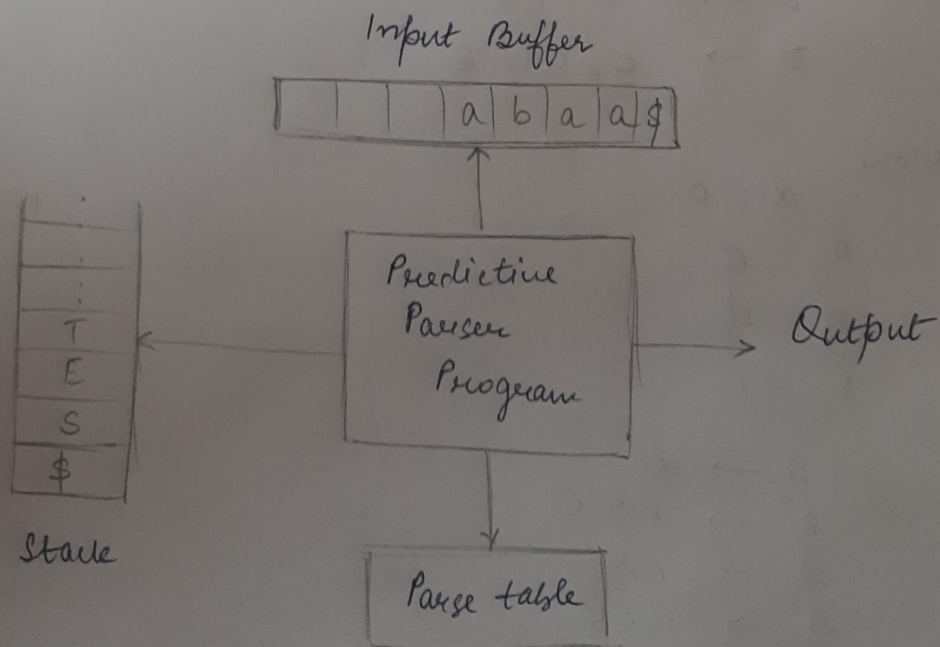 Input Buffer
a b a a $
Predictive
Parser
Program
Output
T
E
S
$
Stack
Parse table